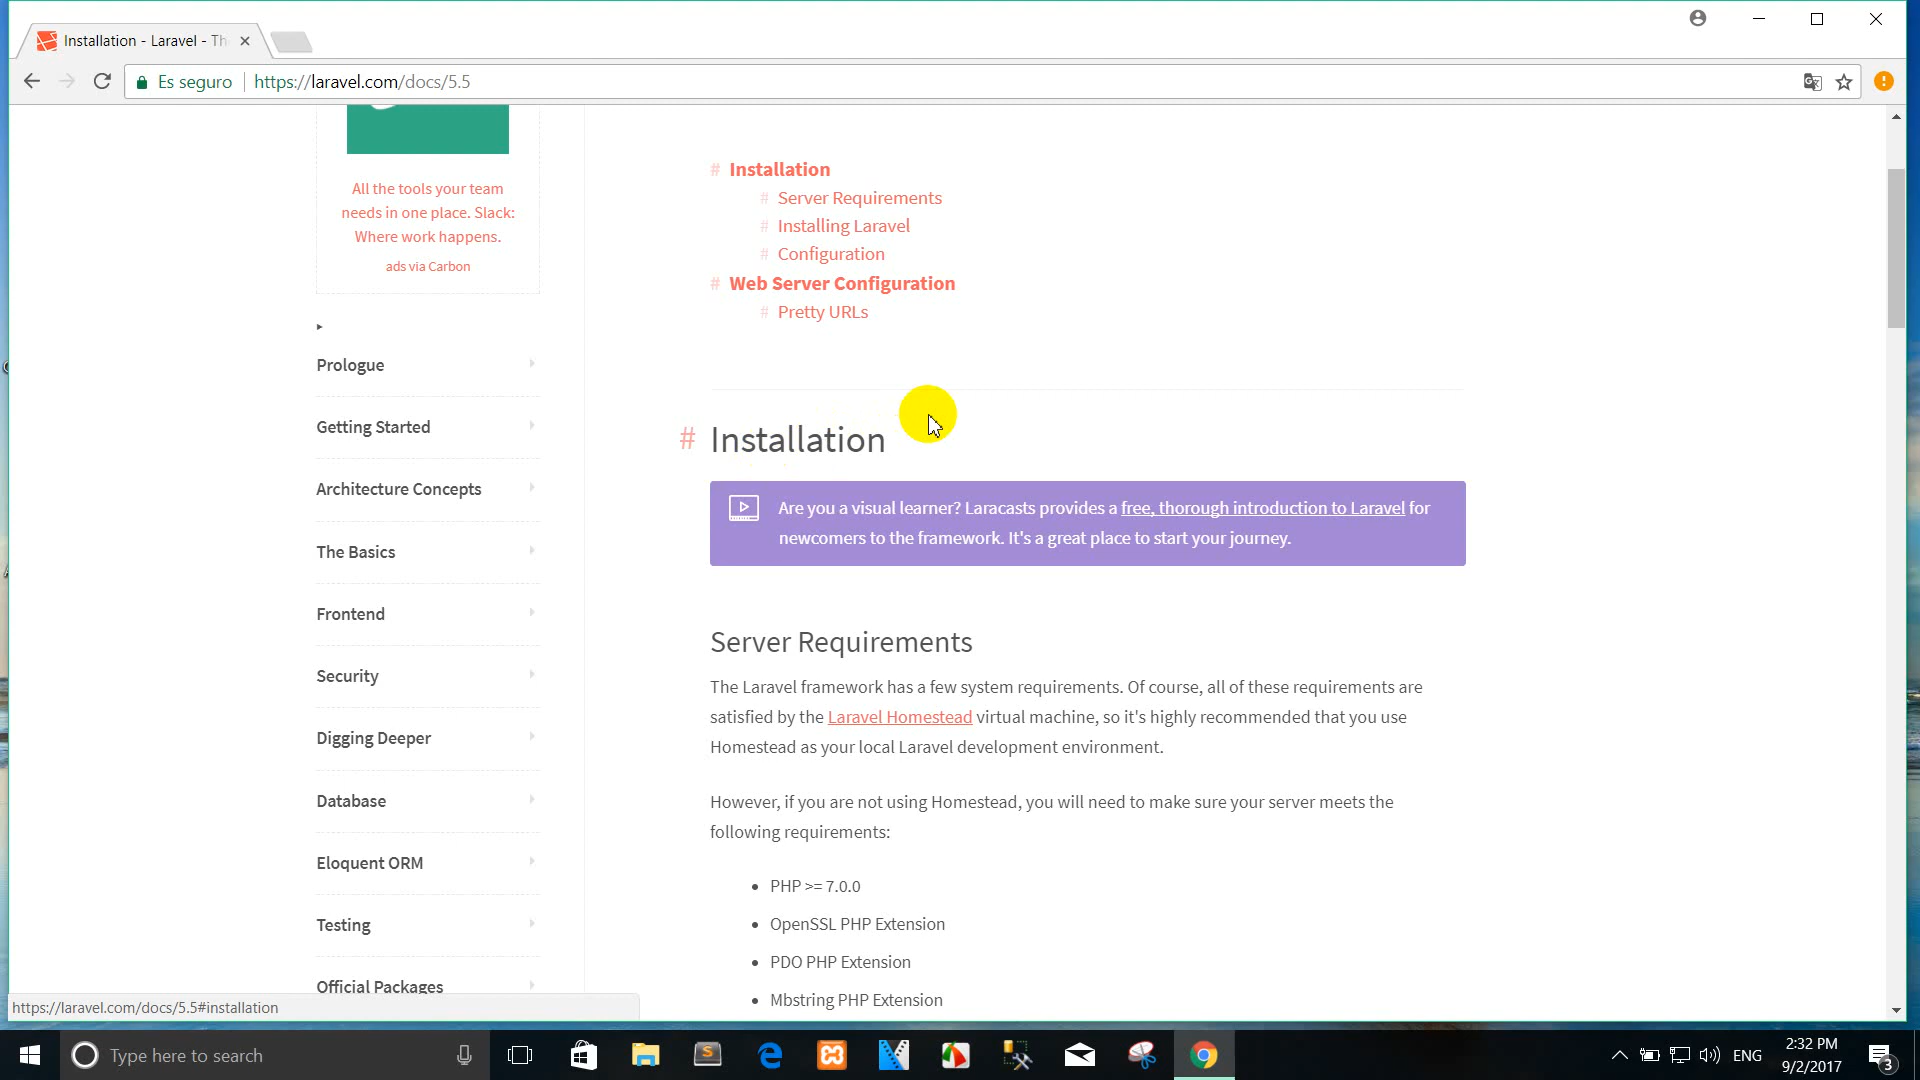 Installation - Laravel - Th
Es seguro
https://laravel.com/docs/5.5
All the tools your team
needs in one place. Slack:
Where work happens.
ads via Carbon
Prologue
Getting Started
Architecture Concepts
The Basics
Frontend
Security
Digging Deeper
Database
Eloquent ORM
Testing
Official Packages
# Installation
# Server Requirements
# Installing Laravel
# Configuration
# Web Server Configuration
# Pretty URLs
# Installation
Are you a visual learner? Laracasts provides a free, thorough introduction to Laravel for
newcomers to the framework. It's a great place to start your journey.
Server Requirements
The Laravel framework has a few system requirements. Of course, all of these requirements are
satisfied by the Laravel Homestead virtual machine, so it's highly recommended that you use
Homestead as your local Laravel development environment.
However, if you are not using Homestead, you will need to make sure your server meets the
following requirements:
• PHP >= 7.0.0
• OpenSSL PHP Extension
• PDO PHP Extension
• Mbstring PHP Extension
https://laravel.com/docs/5.5#installation
Type here to search
S
ENG
2:32 PM
9/2/2017
3